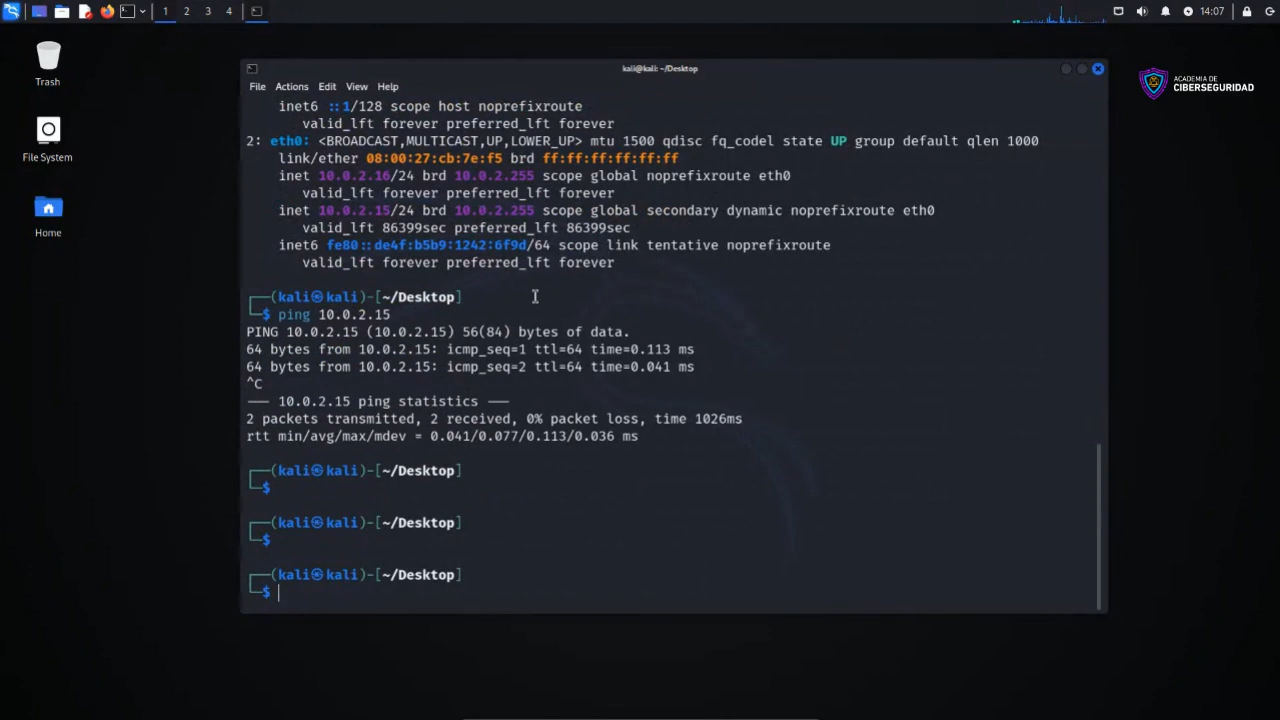 1 2 3 4
14:07
Trash
File System
Home
kali@kali: ~/Desktop
File Actions Edit View Help
ACADEMIA DE
CIBERSEGURIDAD
inet6 ::1/128 scope host noprefixroute
valid_lft forever preferred_lft forever
2: eth0: <BROADCAST,MULTICAST,UP,LOWER_UP> mtu 1500 qdisc fq_codel state UP group default qlen 1000
link/ether 08:00:27:cb:7e:f5 brd ff:ff:ff:ff:ff:ff
inet 10.0.2.16/24 brd 10.0.2.255 scope global noprefixroute eth0
valid_lft forever preferred_lft forever
inet 10.0.2.15/24 brd 10.0.2.255 scope global secondary dynamic noprefixroute eth0
valid_lft 86399sec preferred_lft 86399sec
inet6 fe80::de4f:b5b9:1242:6f9d/64 scope link tentative noprefixroute
valid_lft forever preferred_lft forever
┌──(kali㉿kali)-[~/Desktop]
└─$ ping 10.0.2.15
PING 10.0.2.15 (10.0.2.15) 56(84) bytes of data.
64 bytes from 10.0.2.15: icmp_seq=1 ttl=64 time=0.113 ms
64 bytes from 10.0.2.15: icmp_seq=2 ttl=64 time=0.041 ms
^C
--- 10.0.2.15 ping statistics ---
2 packets transmitted, 2 received, 0% packet loss, time 1026ms
rtt min/avg/max/mdev = 0.041/0.077/0.113/0.036 ms
┌──(kali㉿kali)-[~/Desktop]
└─$
┌──(kali㉿kali)-[~/Desktop]
└─$
┌──(kali㉿kali)-[~/Desktop]
└─$